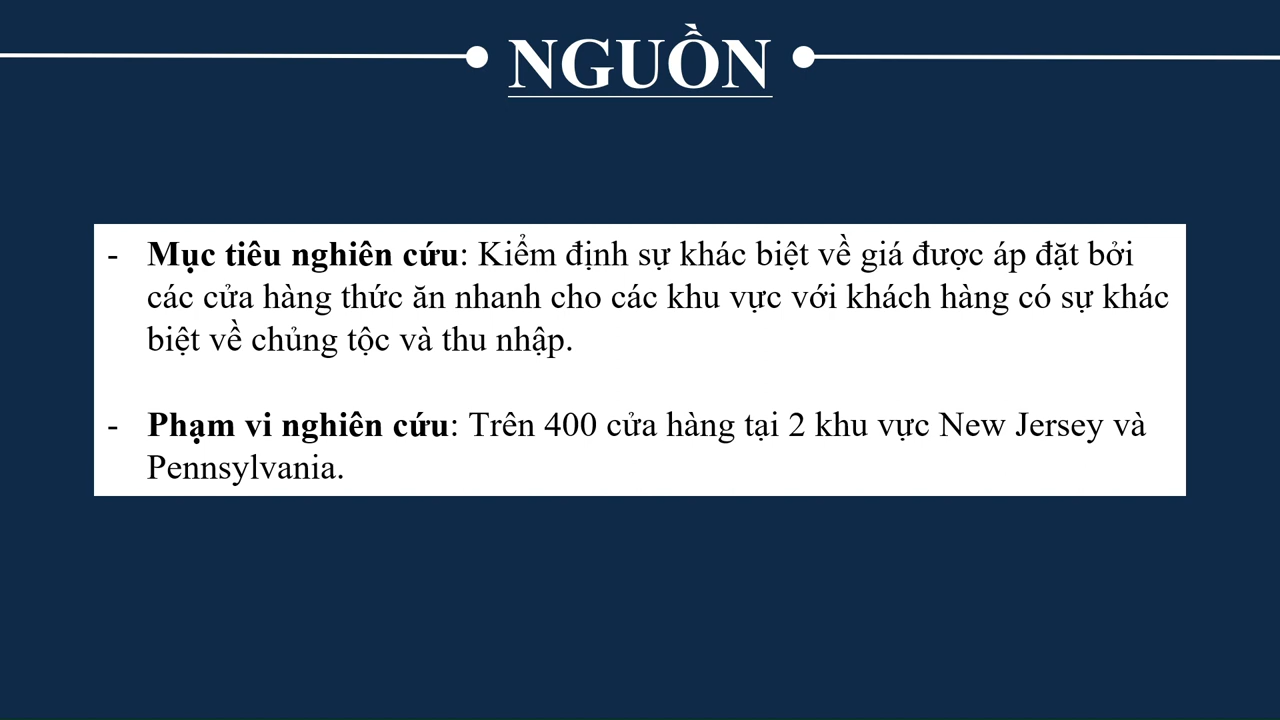 NGUỒN
- Mục tiêu nghiên cứu: Kiểm định sự khác biệt về giá được áp đặt bởi
các cửa hàng thức ăn nhanh cho các khu vực với khách hàng có sự khác
biệt về chủng tộc và thu nhập.
- Phạm vi nghiên cứu: Trên 400 cửa hàng tại 2 khu vực New Jersey và
Pennsylvania.